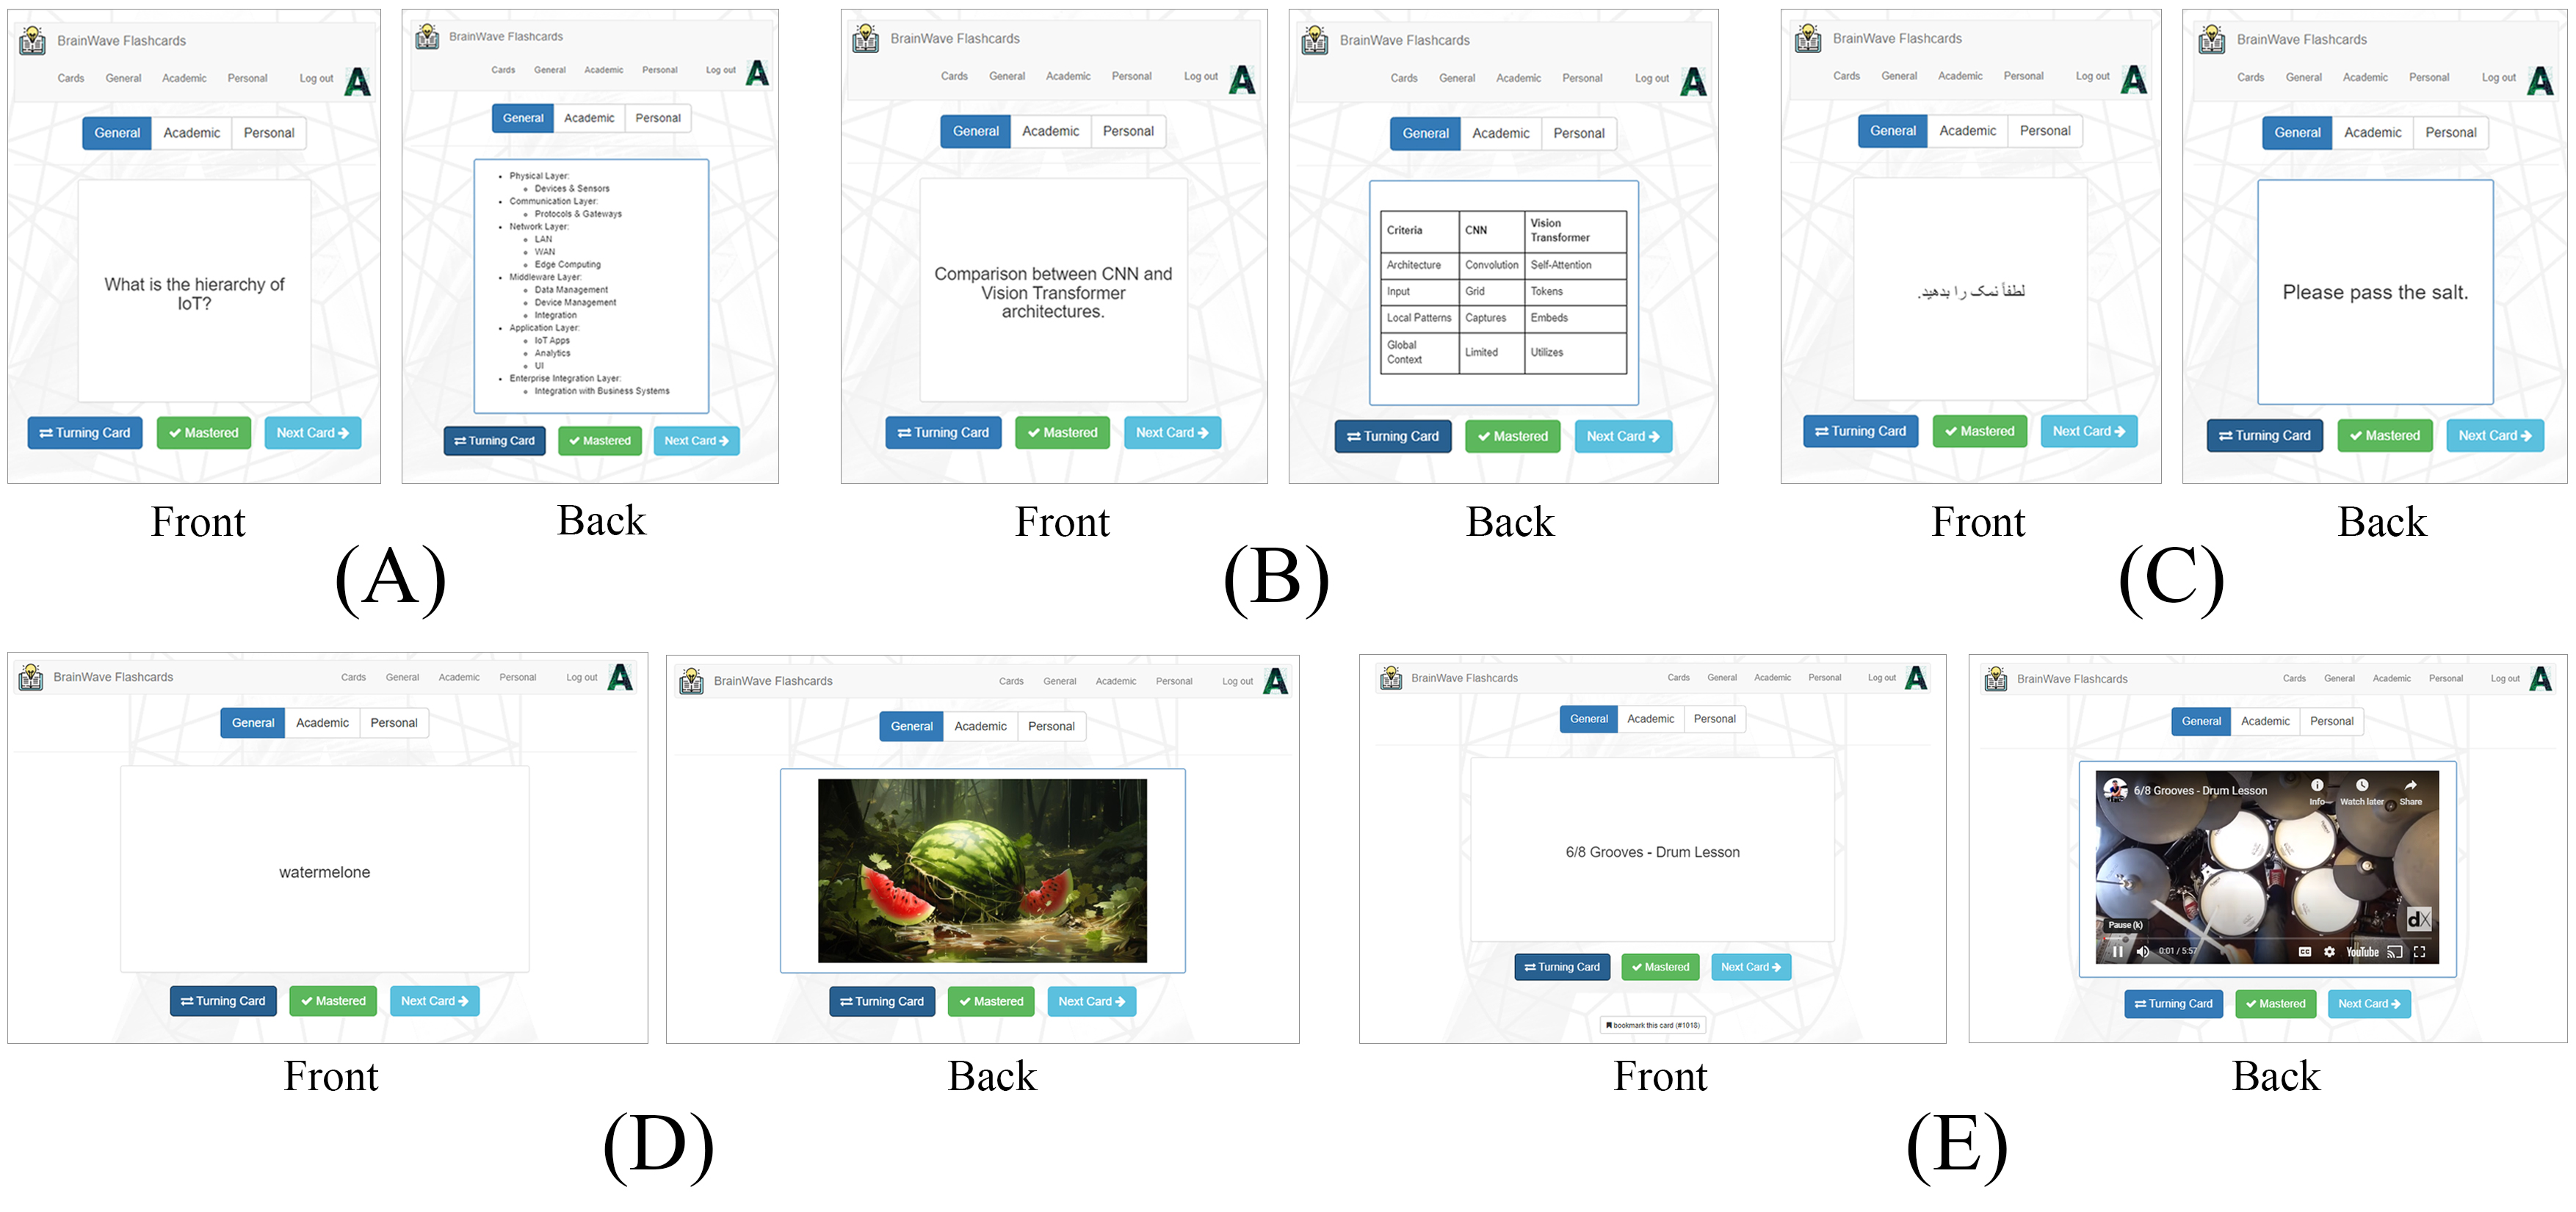 BrainWave Flashcards
Cards General Academic Personal Log out
General Academic Personal
What is the hierarchy of
IoT?
Turning Card Mastered Next Card
Front
BrainWave Flashcards
Cards General Academic Personal Log out
General Academic Personal
Physical Layer:
Devices & Sensors
Communication Layer:
Protocols & Gateways
Network Layer:
LAN
WAN
Edge Computing
Middleware Layer:
Data Management
Device Management
Integration
Application Layer:
IoT Apps
Analytics
UI
Enterprise Integration Layer:
Integration with Business Systems
Turning Card Mastered Next Card
Back
(A)
BrainWave Flashcards
Cards General Academic Personal Log out
General Academic Personal
Comparison between CNN and
Vision Transformer
architectures.
Turning Card Mastered Next Card
Front
BrainWave Flashcards
Cards General Academic Personal Log out
General Academic Personal
Criteria CNN Vision Transformer
Architecture Convolution Self-Attention
Input Grid Tokens
Local Patterns Captures Embeds
Global Context Limited Utilizes
Turning Card Mastered Next Card
Back
(B)
BrainWave Flashcards
Cards General Academic Personal Log out
General Academic Personal
لطفاً نمک را بدهید.
Turning Card Mastered Next Card
Front
BrainWave Flashcards
Cards General Academic Personal Log out
General Academic Personal
Please pass the salt.
Turning Card Mastered Next Card
Back
(C)
BrainWave Flashcards Cards General Academic Personal Log out
General Academic Personal
watermelone
Turning Card Mastered Next Card
Front
BrainWave Flashcards Cards General Academic Personal Log out
General Academic Personal
Turning Card Mastered Next Card
Back
(D)
BrainWave Flashcards Cards General Academic Personal Log out
General Academic Personal
6/8 Grooves - Drum Lesson
Turning Card Mastered Next Card
bookmark this card (#1018)
Front
BrainWave Flashcards Cards General Academic Personal Log out
General Academic Personal
6/8 Grooves - Drum Lesson
Info Watch later Share
dX
Pause (k)
0:01 / 5:57 CC YouTube
Turning Card Mastered Next Card
Back
(E)